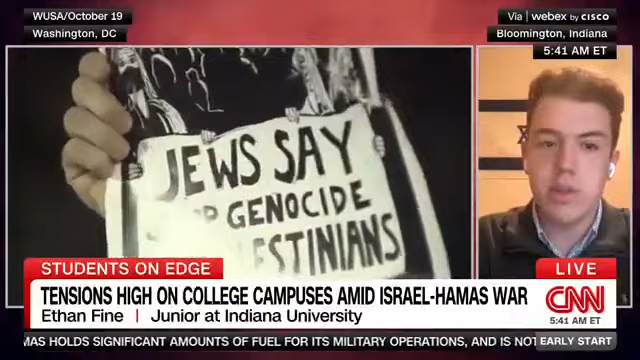 WUSA/October 19
Washington, DC
Via | webex by CISCO
Bloomington, Indiana
5:41 AM ET
JEWS SAY
GENOCIDE
STUDENTS ON EDGE
LIVE
TENSIONS HIGH ON COLLEGE CAMPUSES AMID ISRAEL-HAMAS WAR
Ethan Fine | Junior at Indiana University
CNN
5:41 AM ET
MAS HOLDS SIGNIFICANT AMOUNTS OF FUEL FOR ITS MILITARY OPERATIONS, AND IS NOT
EARLY START